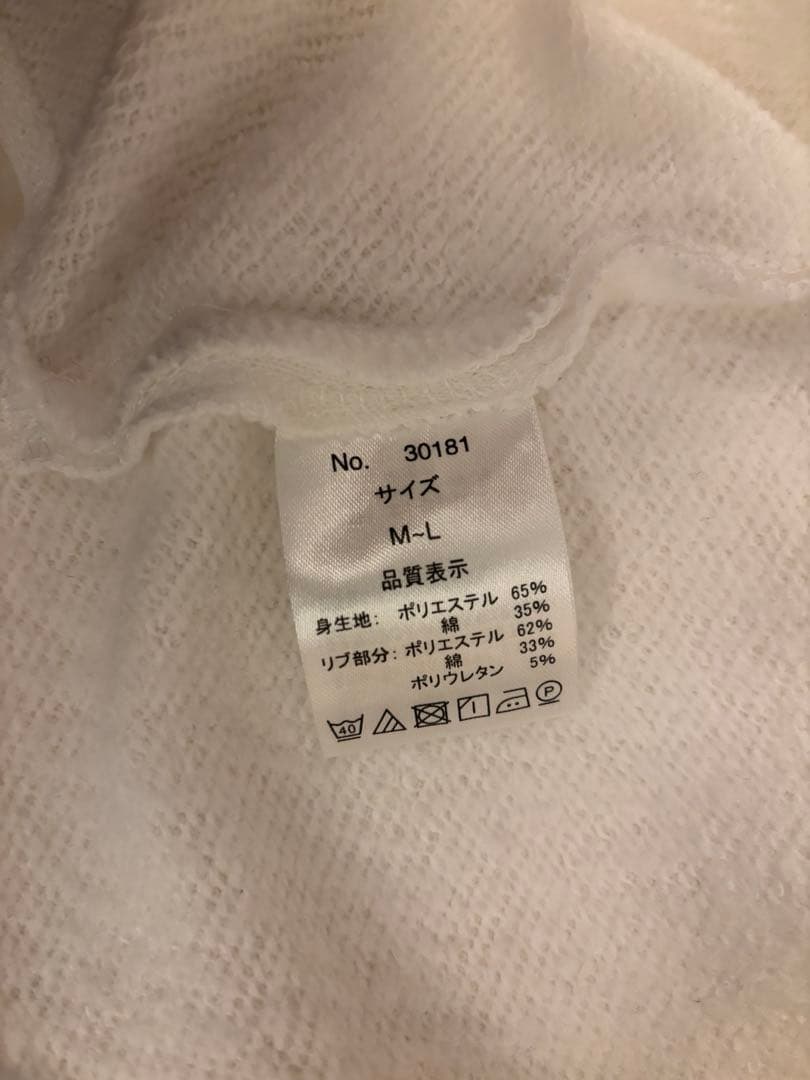 No. 30181
サイズ
M~L
品質表示
身生地: ポリエステル 65%
綿 35%
リブ部分: ポリエステル 62%
綿 33%
ポリウレタン 5%
40 P